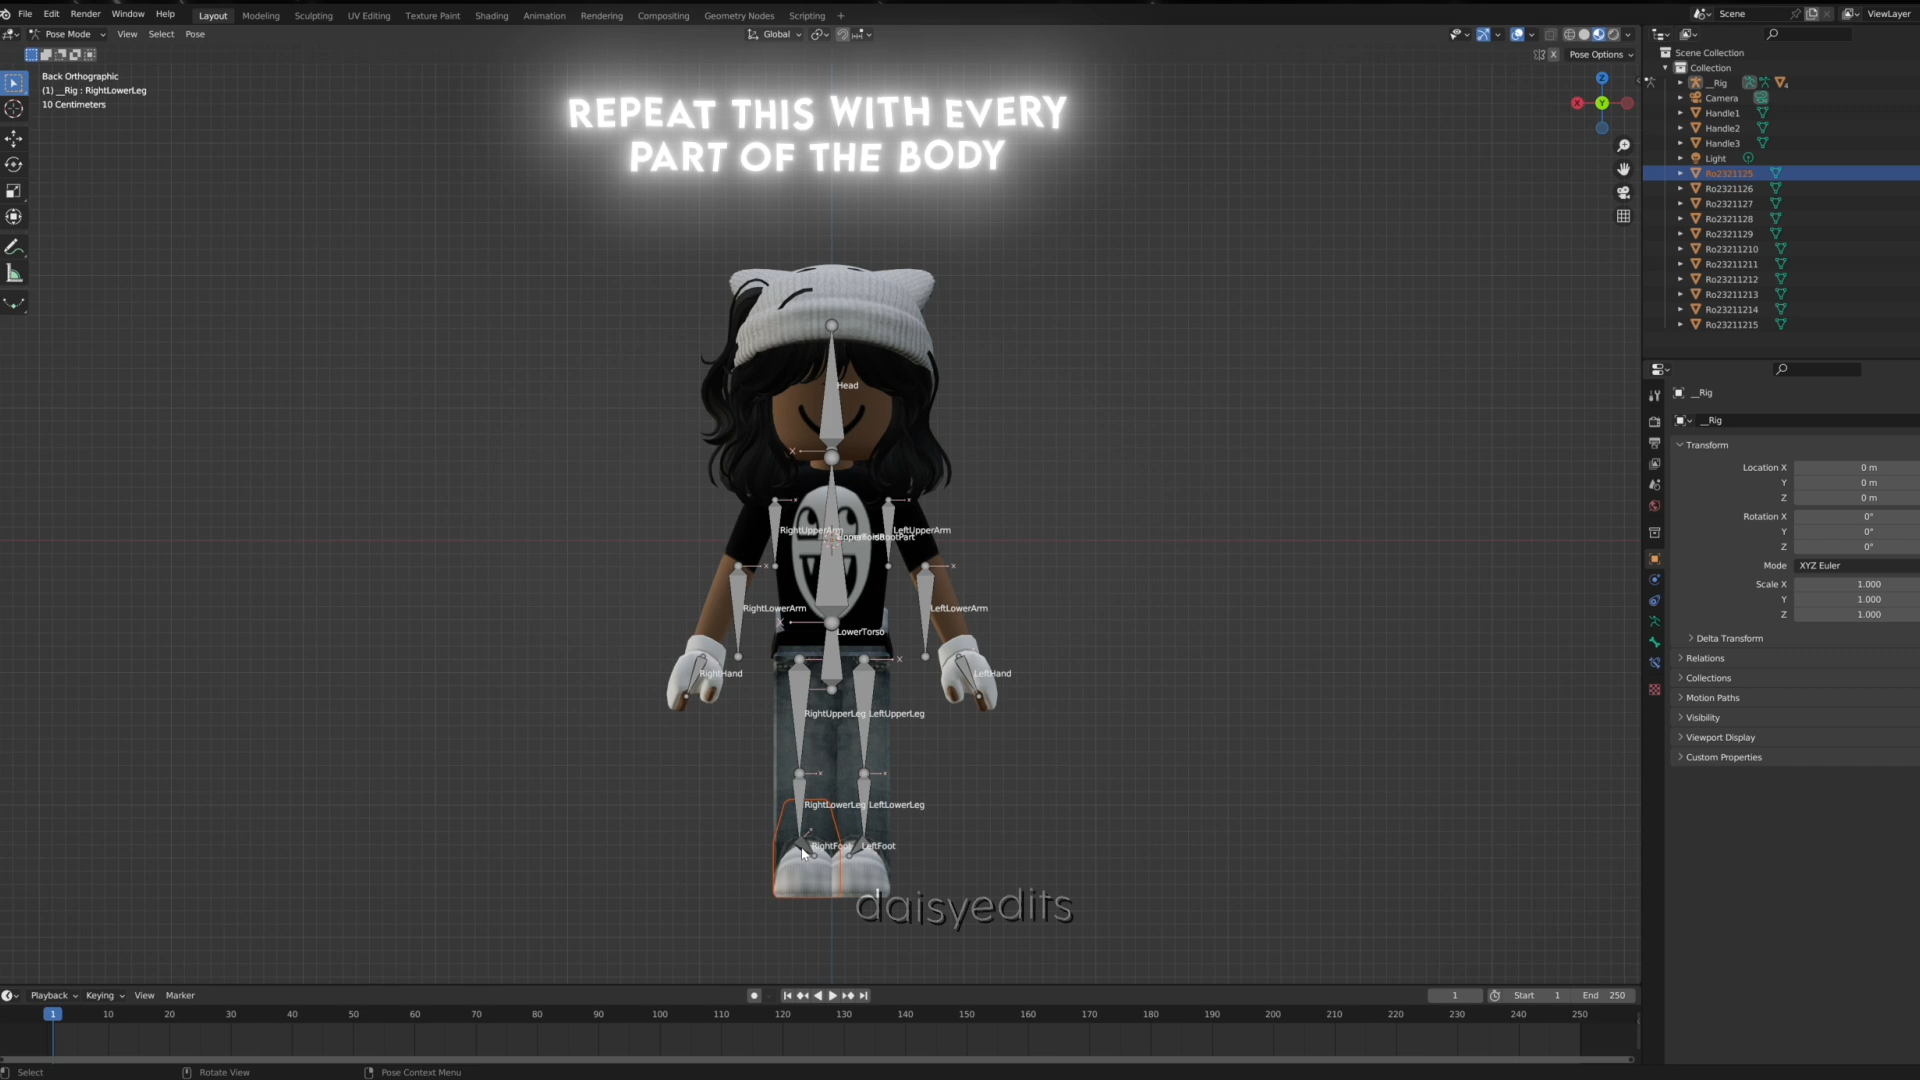 File Edit Render Window Help Layout Modeling Sculpting UV Editing Texture Paint Shading Animation Rendering Compositing Geometry Nodes Scripting + Scene ViewLayer
Pose Mode View Select Pose Global
X Pose Options
Back Orthographic
(1) __Rig : RightLowerLeg
10 Centimeters
REPEAT THIS WITH EVERY
PART OF THE BODY
Z
X Y
Head
X
RightUpperArm LeftUpperArm
RightLowerArm LeftLowerArm
LowerTorso
RightHand LeftHand
RightUpperLeg LeftUpperLeg
RightLowerLeg LeftLowerLeg
RightFoot LeftFoot
daisyedits
Scene Collection
Collection
__Rig
Camera
Handle1
Handle2
Handle3
Light
Ro2321125
Ro2321126
Ro2321127
Ro2321128
Ro2321129
Ro23211210
Ro23211211
Ro23211212
Ro23211213
Ro23211214
Ro23211215
__Rig
__Rig
Transform
Location X 0 m
Y 0 m
Z 0 m
Rotation X 0°
Y 0°
Z 0°
Mode XYZ Euler
Scale X 1.000
Y 1.000
Z 1.000
Delta Transform
Relations
Collections
Motion Paths
Visibility
Viewport Display
Custom Properties
Playback Keying View Marker 1 Start 1 End 250
1 10 20 30 40 50 60 70 80 90 100 110 120 130 140 150 160 170 180 190 200 210 220 230 240 250
Select Rotate View Pose Context Menu